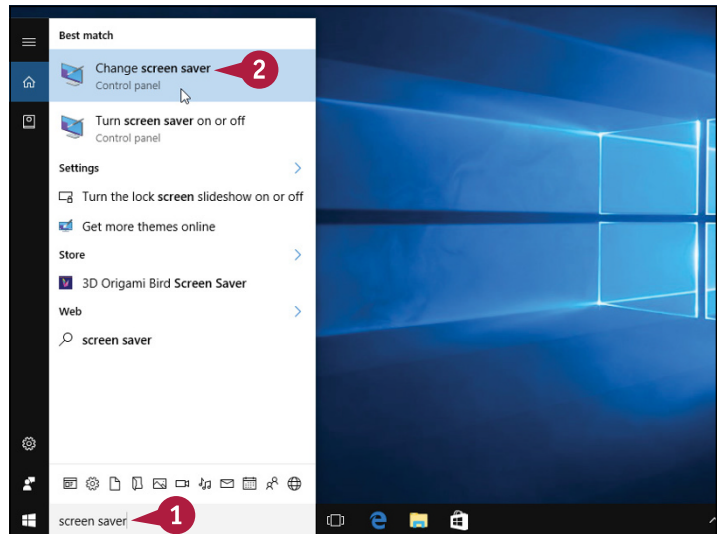 Best match
Change screen saver
2
Control panel
Turn screen saver on or off
Control panel
Settings
Turn the lock screen slideshow on or off
Get more themes online
Store
3D Origami Bird Screen Saver
Web
screen saver
screen saver
1